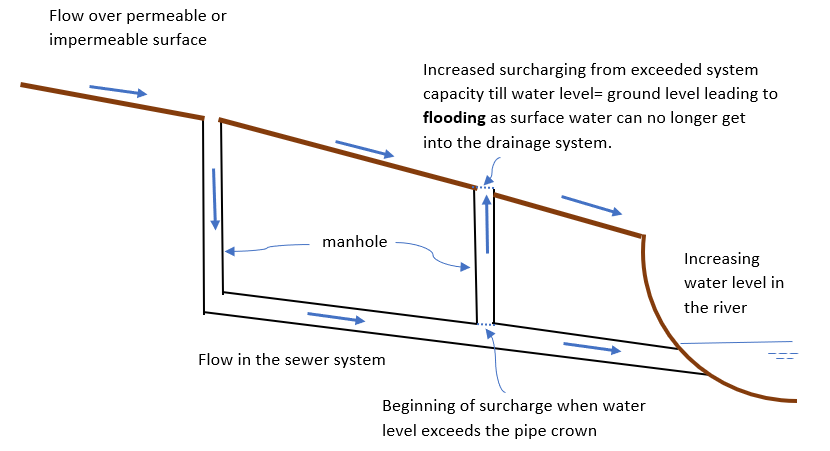 Flow over permeable or
impermeable surface
Increased surcharging from exceeded system
capacity till water level= ground level leading to
flooding as surface water can no longer get
into the drainage system.
manhole
Increasing
water level in
the river
Flow in the sewer system
Beginning of surcharge when water
level exceeds the pipe crown